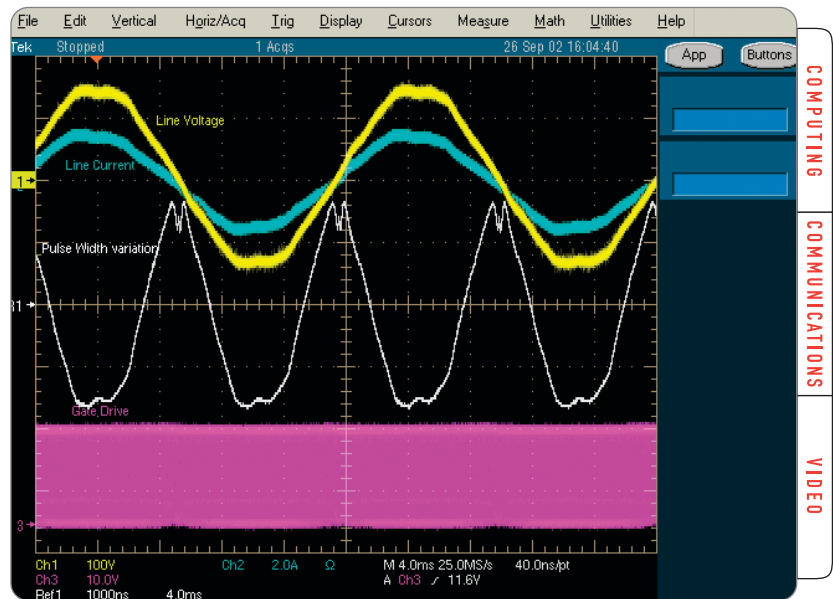 File Edit Vertical Horiz/Acq Trig Display Cursors Measure Math Utilities Help
Tek Stopped 1 Acqs 26 Sep 02 16:04:40
App Buttons
Line Voltage
Line Current
1
Pulse Width variation
R1
Gate Drive
3
Ch1 100V Ch2 2.0A Ω M 4.0ms 25.0MS/s 40.0ns/pt
Ch3 10.0V A Ch3 ∕ 11.6V
Ref1 1000ns 4.0ms
COMPUTING
COMMUNICATIONS
VIDEO